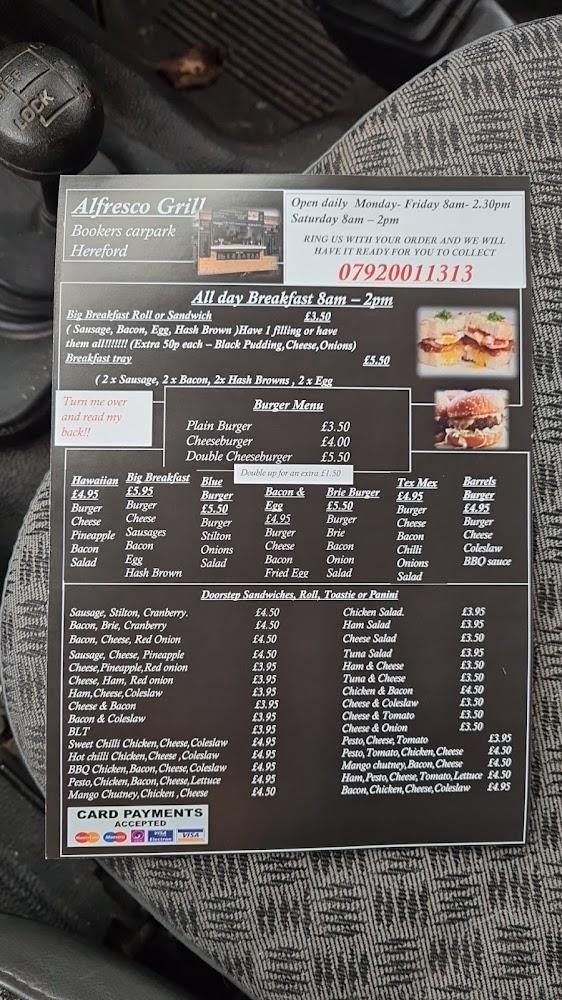 LOCK
Alfresco Grill
Bookers carpark
Hereford
Open daily Monday- Friday 8am- 2.30pm
Saturday 8am – 2pm
RING US WITH YOUR ORDER AND WE WILL
HAVE IT READY FOR YOU TO COLLECT
07920011313
All day Breakfast 8am – 2pm
Big Breakfast Roll or Sandwich £3.50
( Sausage, Bacon, Egg, Hash Brown )Have 1 filling or have
them all!!!!!!! (Extra 50p each – Black Pudding,Cheese,Onions)
Breakfast tray £5.50
( 2 x Sausage, 2 x Bacon, 2x Hash Browns , 2 x Egg
Turn me over
and read my
back!!
Burger Menu
Plain Burger £3.50
Cheeseburger £4.00
Double Cheeseburger £5.50
Double up for an extra £1.50
Hawaiian
£4.95
Burger
Cheese
Pineapple
Bacon
Salad
Big Breakfast
£5.95
Burger
Cheese
Sausages
Bacon
Egg
Hash Brown
Blue
Burger
£5.50
Burger
Stilton
Onions
Salad
Bacon &
Egg
£4.95
Burger
Cheese
Bacon
Fried Egg
Brie Burger
£5.50
Burger
Brie
Bacon
Onion
Salad
Tex Mex
£4.95
Burger
Cheese
Bacon
Chilli
Onions
Salad
Barrels
Burger
£4.95
Burger
Cheese
Coleslaw
BBQ sauce
Doorstep Sandwiches, Roll, Toastie or Panini
Sausage, Stilton, Cranberry. £4.50
Bacon, Brie, Cranberry £4.50
Bacon, Cheese, Red Onion £4.50
Sausage, Cheese, Pineapple £4.50
Cheese,Pineapple,Red onion £3.95
Cheese, Ham, Red onion £3.95
Ham,Cheese,Coleslaw £3.95
Cheese & Bacon £3.95
Bacon & Coleslaw £3.95
BLT £3.95
Sweet Chilli Chicken,Cheese,Coleslaw £4.95
Hot chilli Chicken,Cheese ,Coleslaw £4.95
BBQ Chicken,Bacon,Cheese,Coleslaw £4.95
Pesto,Chicken,Bacon,Cheese,Lettuce £4.95
Mango Chutney,Chicken ,Cheese £4.50
Chicken Salad. £3.95
Ham Salad £3.95
Cheese Salad £3.50
Tuna Salad £3.95
Ham & Cheese £3.50
Tuna & Cheese £3.50
Chicken & Bacon £4.50
Cheese & Coleslaw £3.50
Cheese & Tomato £3.50
Cheese & Onion £3.50
Pesto,Cheese,Tomato £3.95
Pesto, Tomato,Chicken,Cheese £4.50
Mango chutney,Bacon,Cheese £4.50
Ham,Pesto,Cheese,Tomato,Lettuce £4.50
Bacon,Chicken,Cheese,Coleslaw £4.95
CARD PAYMENTS
ACCEPTED
MasterCard Maestro VISA Electron VISA